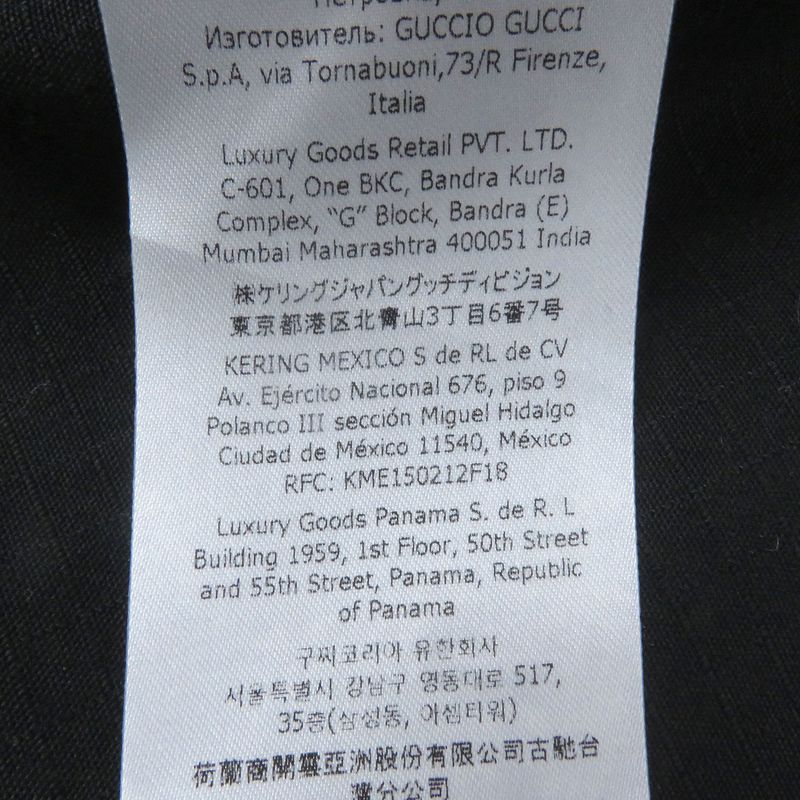 Изготовитель: GUCCIO GUCCI
S.p.A, via Tornabuoni,73/R Firenze,
Italia
Luxury Goods Retail PVT. LTD.
C-601, One BKC, Bandra Kurla
Complex, "G" Block, Bandra (E)
Mumbai Maharashtra 400051 India
㈱ケリングジャパングッチディビジョン
東京都港区北青山3丁目6番7号
KERING MEXICO S de RL de CV
Av. Ejército Nacional 676, piso 9
Polanco III sección Miguel Hidalgo
Ciudad de México 11540, México
RFC: KME150212F18
Luxury Goods Panama S. de R. L
Building 1959, 1st Floor, 50th Street
and 55th Street, Panama, Republic
of Panama
구찌코리아 유한회사
서울특별시 강남구 영동대로 517,
35층(삼성동, 아셈타워)
荷蘭商開雲亞洲股份有限公司古馳台
灣分公司